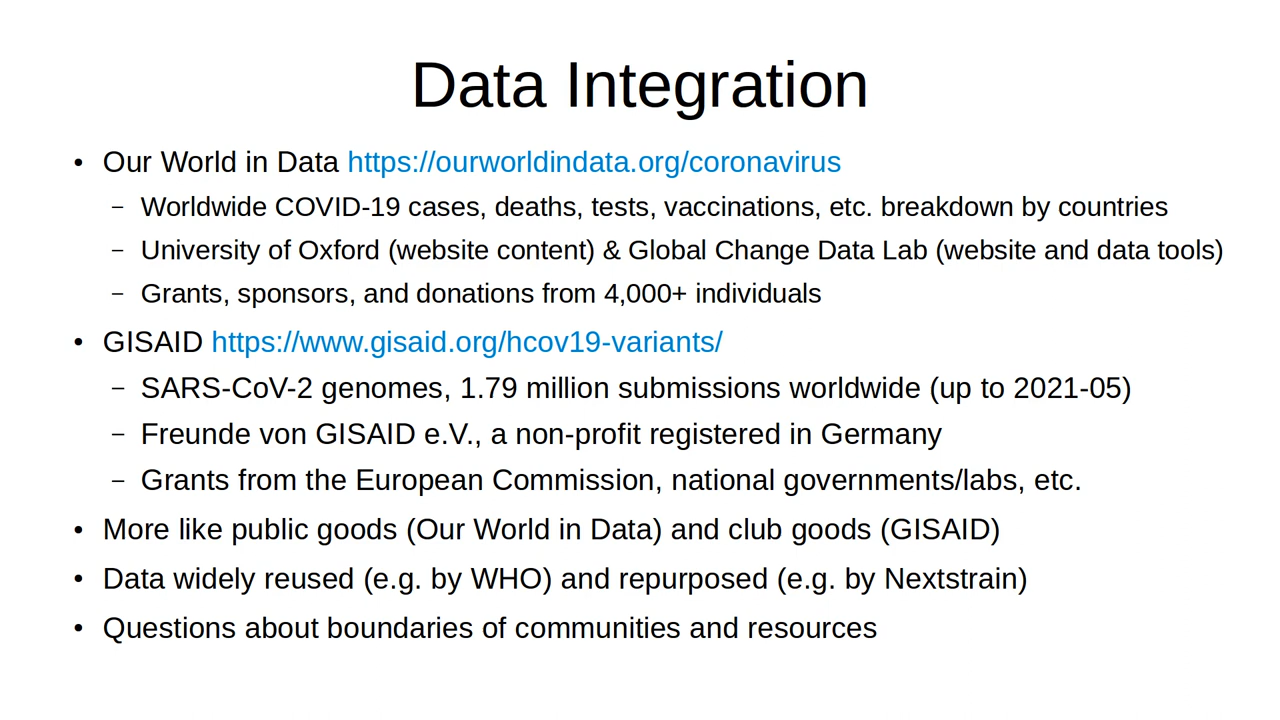 Data Integration
• Our World in Data https://ourworldindata.org/coronavirus
– Worldwide COVID-19 cases, deaths, tests, vaccinations, etc. breakdown by countries
– University of Oxford (website content) & Global Change Data Lab (website and data tools)
– Grants, sponsors, and donations from 4,000+ individuals
• GISAID https://www.gisaid.org/hcov19-variants/
– SARS-CoV-2 genomes, 1.79 million submissions worldwide (up to 2021-05)
– Freunde von GISAID e.V., a non-profit registered in Germany
– Grants from the European Commission, national governments/labs, etc.
• More like public goods (Our World in Data) and club goods (GISAID)
• Data widely reused (e.g. by WHO) and repurposed (e.g. by Nextstrain)
• Questions about boundaries of communities and resources